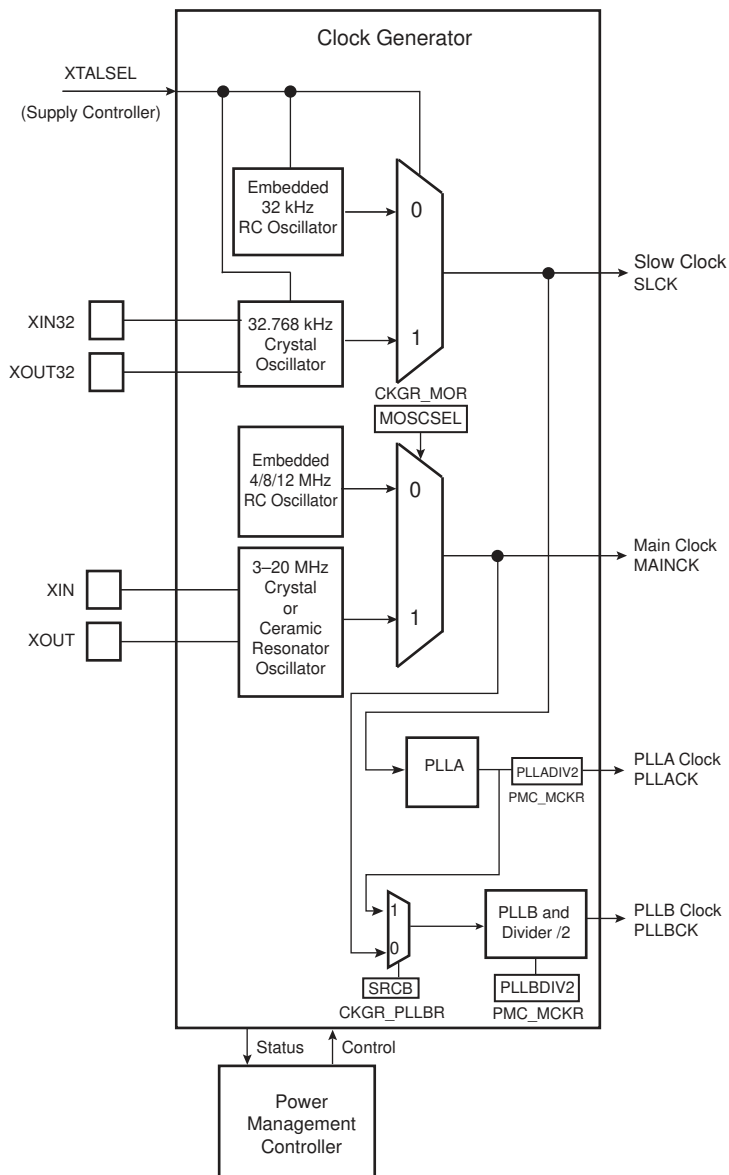 Clock Generator
XTALSEL
(Supply Controller)
Embedded
32 kHz
RC Oscillator
0
Slow Clock
SLCK
XIN32
XOUT32
32.768 kHz
Crystal
Oscillator
1
CKGR_MOR
MOSCSEL
Embedded
4/8/12 MHz
RC Oscillator
0
Main Clock
MAINCK
XIN
XOUT
3–20 MHz
Crystal
or
Ceramic
Resonator
Oscillator
1
PLLA
PLLADIV2
PMC_MCKR
PLLA Clock
PLLACK
1
0
SRCB
CKGR_PLLBR
PLLB and
Divider /2
PLLBDIV2
PMC_MCKR
PLLB Clock
PLLBCK
Status
Control
Power
Management
Controller